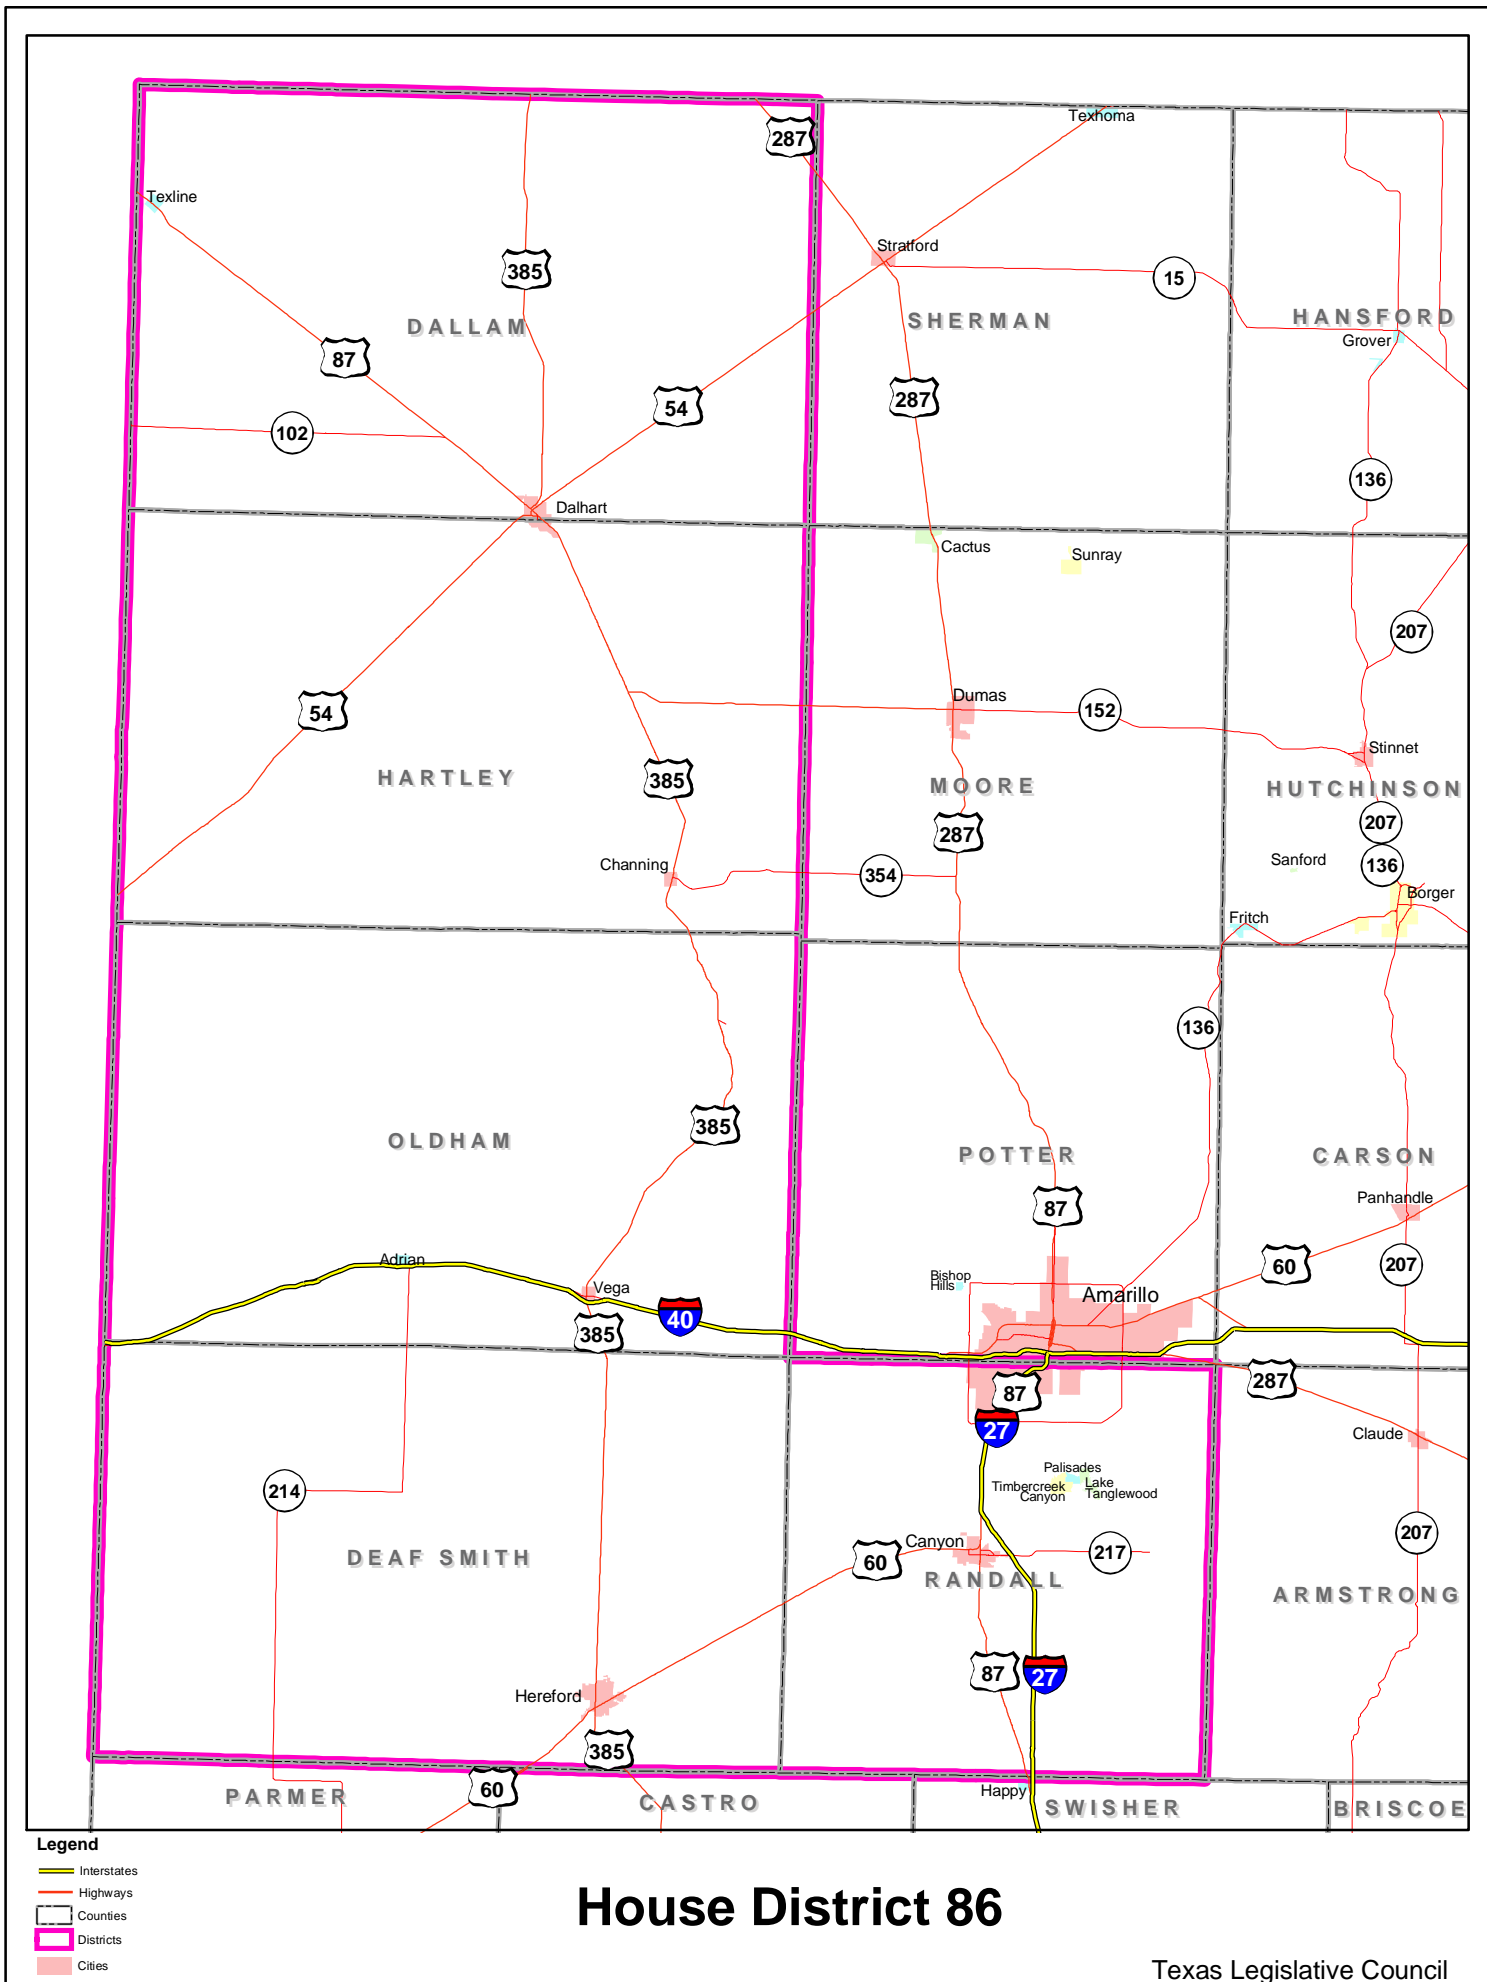 287
Texhoma
Texline
Stratford
385
15
DALLAM
SHERMAN
HANSFORD
Grover
87
287
54
102
136
Dalhart
Cactus
Sunray
207
Dumas
54
152
Stinnet
HARTLEY
385
MOORE
HUTCHINSON
287
207
Channing
354
Sanford
136
Borger
Fritch
136
385
OLDHAM
POTTER
CARSON
Panhandle
87
60
207
Adrian
Bishop
Hills
Vega
Amarillo
40
385
287
87
27
Claude
Palisades
Timbercreek
Canyon
Lake
Tanglewood
214
207
Canyon
60
217
DEAF SMITH
RANDALL
ARMSTRONG
87
27
Hereford
385
60
Happy
PARMER
CASTRO
SWISHER
BRISCOE
Legend
Interstates
Highways
Counties
Districts
Cities
House District 86
Texas Legislative Council